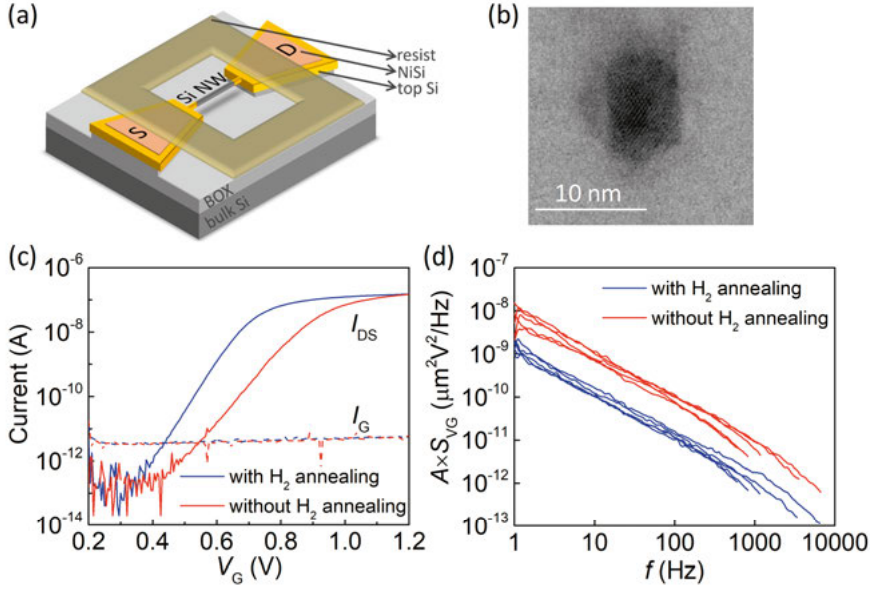 (a)
resist
NiSi
top Si
D
Si NW
S
BOX
bulk Si
(b)
10 nm
(c)
Current (A)
10⁻⁶
10⁻⁸
10⁻¹⁰
10⁻¹²
10⁻¹⁴
I_DS
I_G
with H₂ annealing
without H₂ annealing
0.2 0.4 0.6 0.8 1.0 1.2
V_G (V)
(d)
A×S_VG (μm²V²/Hz)
10⁻⁷
10⁻⁸
10⁻⁹
10⁻¹⁰
10⁻¹¹
10⁻¹²
10⁻¹³
with H₂ annealing
without H₂ annealing
1 10 100 1000 10000
f (Hz)